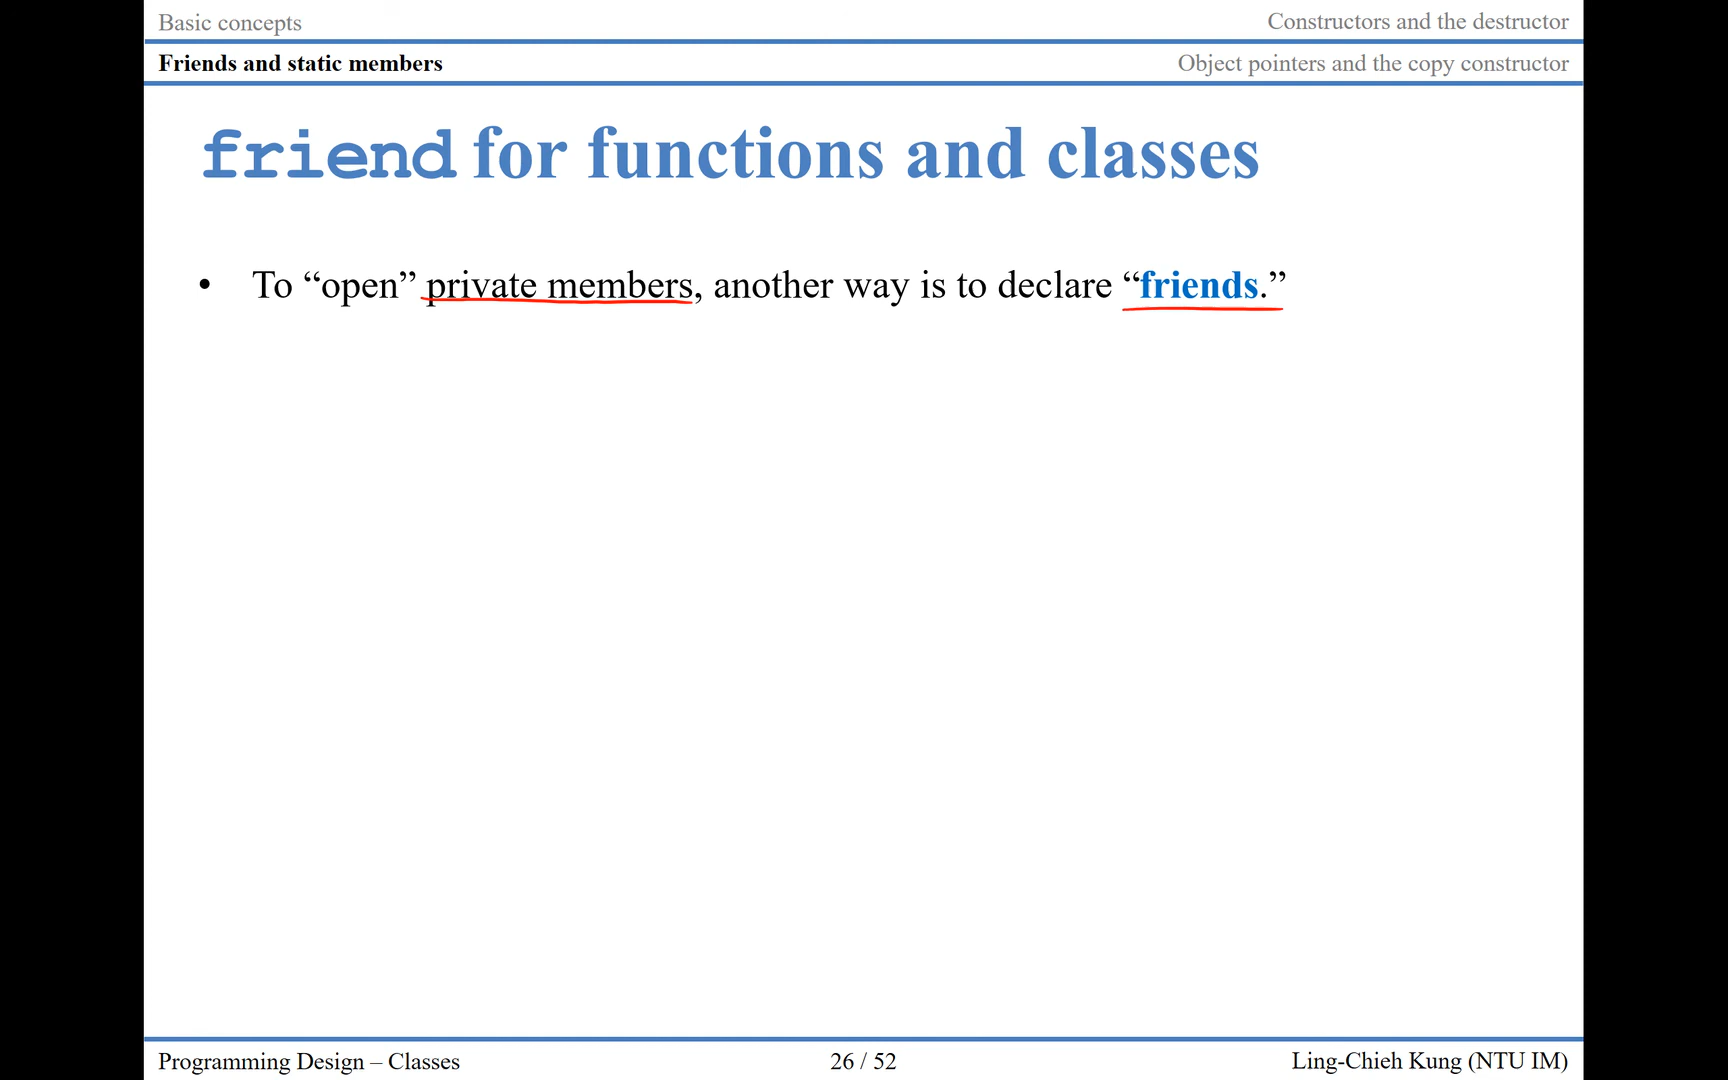 Basic concepts
Constructors and the destructor
Friends and static members
Object pointers and the copy constructor
friend for functions and classes
• To “open” private members, another way is to declare “friends.”
Programming Design – Classes
26 / 52
Ling-Chieh Kung (NTU IM)